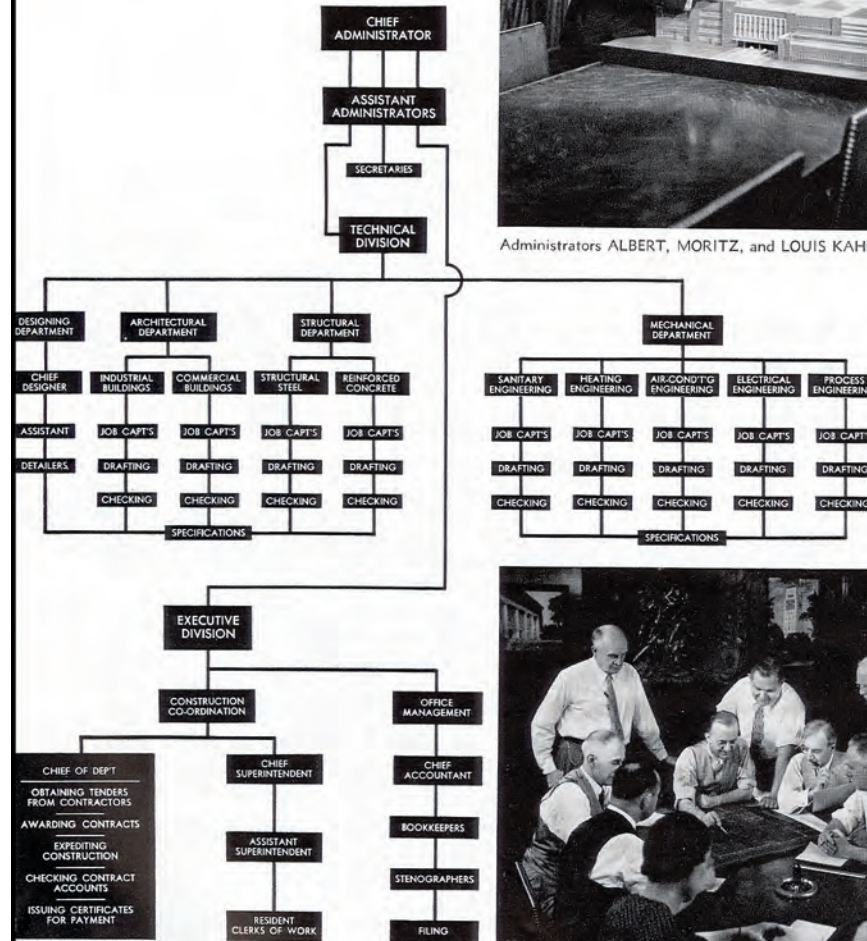 CHIEF
ADMINISTRATOR
ASSISTANT
ADMINISTRATORS
SECRETARIES
TECHNICAL
DIVISION
Administrators ALBERT, MORITZ, and LOUIS KAH
DESIGNING
DEPARTMENT
ARCHITECTURAL
DEPARTMENT
STRUCTURAL
DEPARTMENT
MECHANICAL
DEPARTMENT
CHIEF
DESIGNER
INDUSTRIAL
BUILDINGS
COMMERCIAL
BUILDINGS
STRUCTURAL
STEEL
REINFORCED
CONCRETE
SANITARY
ENGINEERING
HEATING
ENGINEERING
AIR-COND'T'G
ENGINEERING
ELECTRICAL
ENGINEERING
PROCESS
ENGINEERIN
ASSISTANT
JOB CAPT'S
JOB CAPT'S
JOB CAPT'S
JOB CAPT'S
JOB CAPT'S
JOB CAPT'S
JOB CAPT'S
JOB CAPT'S
JOB CAPT'
DETAILERS.
DRAFTING
DRAFTING
DRAFTING
DRAFTING
DRAFTING
DRAFTING
DRAFTING
DRAFTING
DRAFTING
CHECKING
CHECKING
CHECKING
CHECKING
CHECKING
CHECKING
CHECKING
CHECKING
CHECKING
SPECIFICATIONS
SPECIFICATIONS
EXECUTIVE
DIVISION
CONSTRUCTION
CO-ORDINATION
OFFICE
MANAGEMENT
CHIEF OF DEP'T
OBTAINING TENDERS
FROM CONTRACTORS
AWARDING CONTRACTS
EXPEDITING
CONSTRUCTION
CHECKING CONTRACT
ACCOUNTS
ISSUING CERTIFICATES
FOR PAYMENT
CHIEF
SUPERINTENDENT
ASSISTANT
SUPERINTENDENT
RESIDENT
CLERKS OF WORK
CHIEF
ACCOUNTANT
BOOKKEEPERS
STENOGRAPHERS
FILING